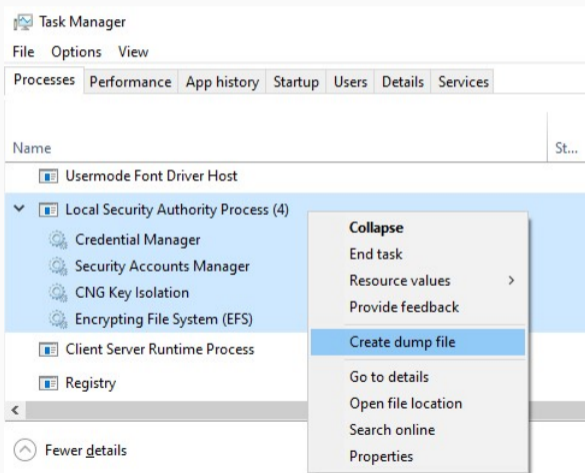 Task Manager
File Options View
Processes Performance App history Startup Users Details Services
Name St...
Usermode Font Driver Host
Local Security Authority Process (4)
Credential Manager
Security Accounts Manager
CNG Key Isolation
Encrypting File System (EFS)
Client Server Runtime Process
Registry
Fewer details
Collapse
End task
Resource values
Provide feedback
Create dump file
Go to details
Open file location
Search online
Properties